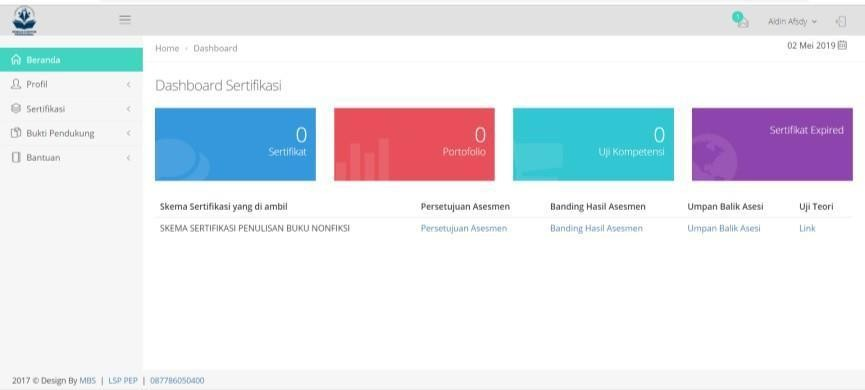 1
Aldin Afsdy
Home
Dashboard
02 Mei 2019
Beranda
Profil
Sertifikasi
Bukti Pendukung
Bantuan
Dashboard Sertifikasi
0
Sertifikat
0
Portofolio
0
Uji Kompetensi
Sertifikat Expired
Skema Sertifikasi yang di ambil Persetujuan Asesmen Banding Hasil Asesmen Umpan Balik Asesi Uji Teori
SKEMA SERTIFIKASI PENULISAN BUKU NONFIKSI Persetujuan Asesmen Banding Hasil Asesmen Umpan Balik Asesi Link
2017 © Design By MBS | LSP PEP | 087786050400